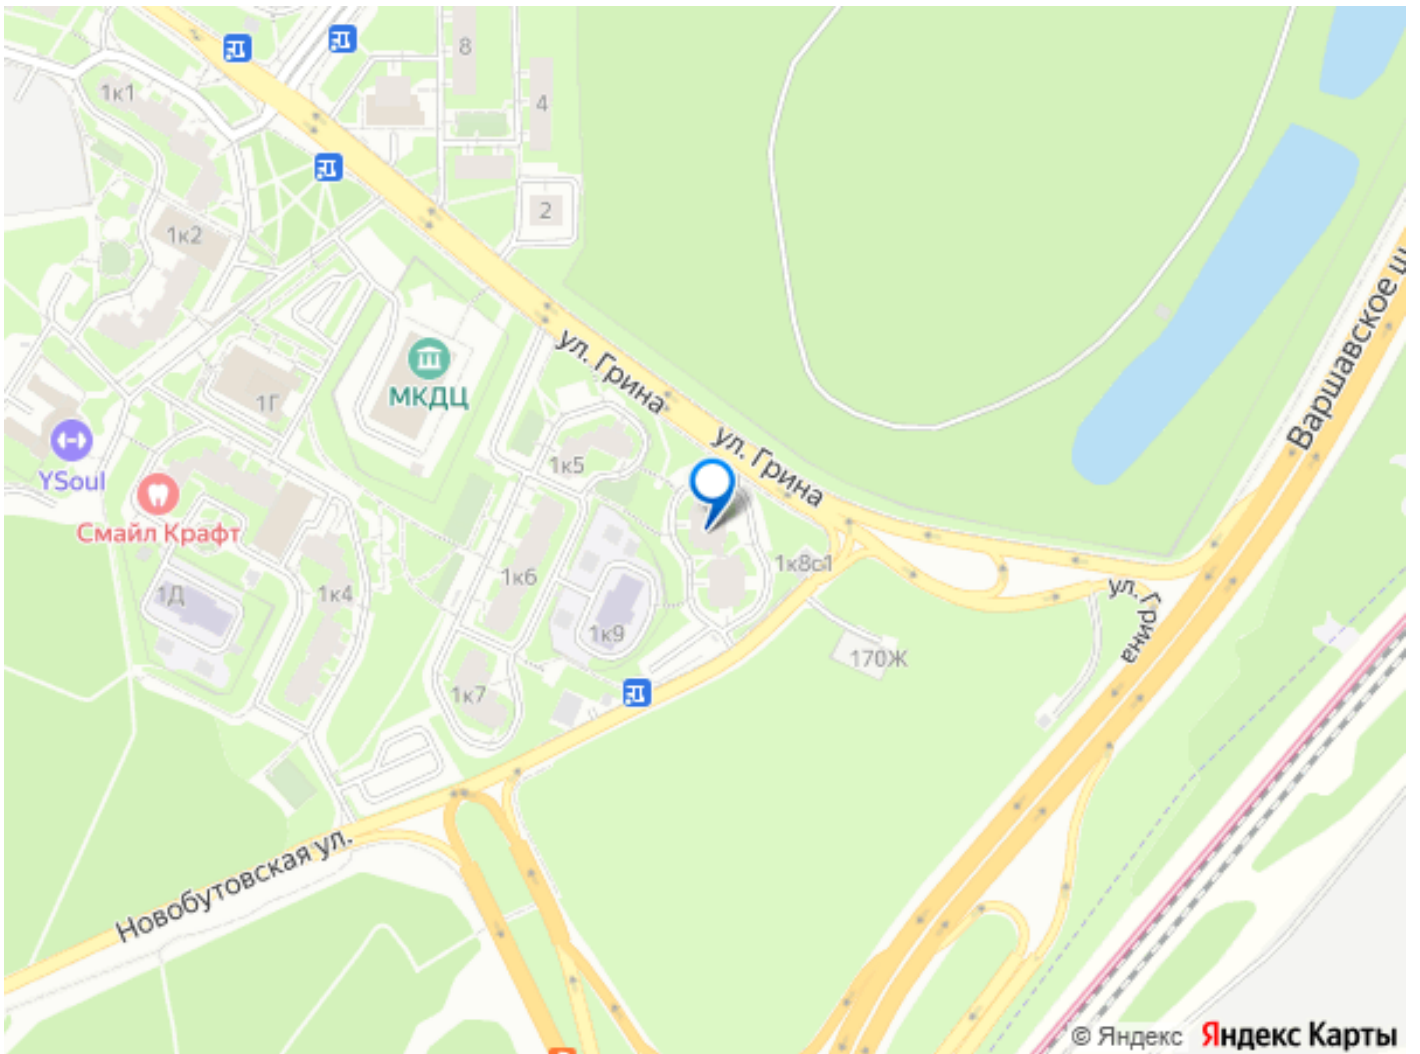 8
1к1
4
2
1к2
ул. Грина
МКДЦ
1Г
Варшавское ш
ул. Грина
YSoul
1к5
Смайл Крафт
1к6
1к8с1
1Д
1к4
ул. Грина
1к9
170Ж
1к7
Новобутовская ул.
© Яндекс Яндекс Карты